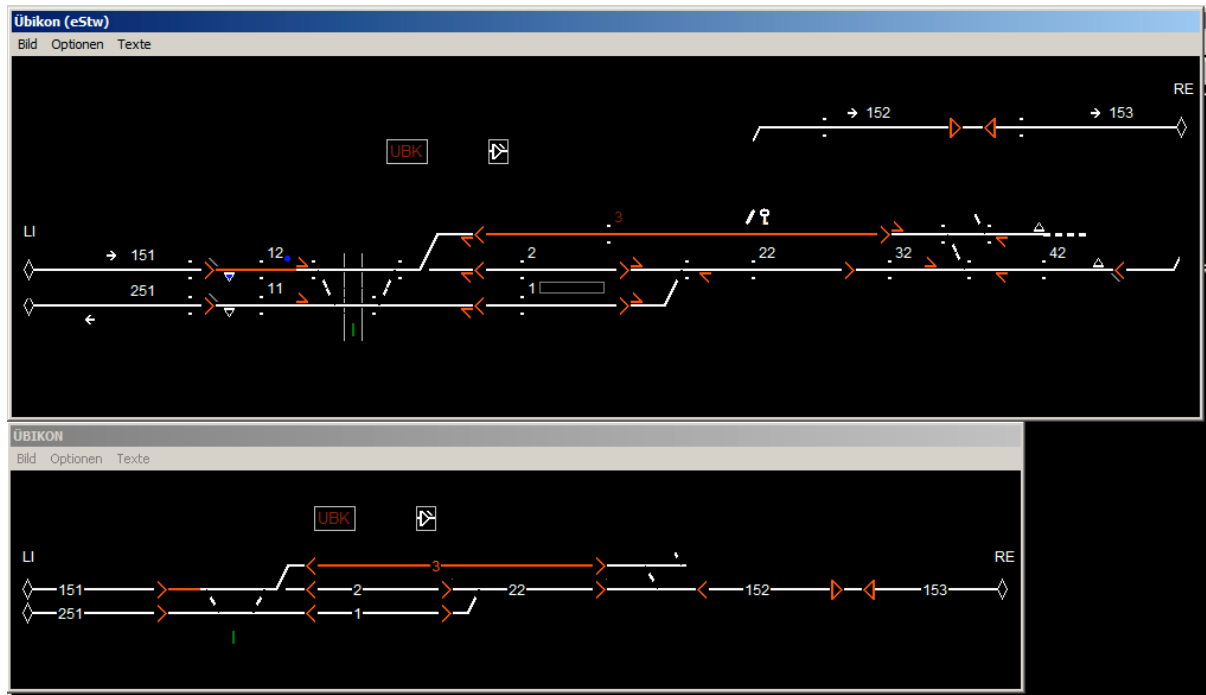 Übikon (eStw)
Bild Optionen Texte
RE
152 153
UBK
3
LI
151 12 2 22 32 42
251 11 1
ÜBIKON
Bild Optionen Texte
UBK
LI RE
3
151 2 22 152 153
251 1